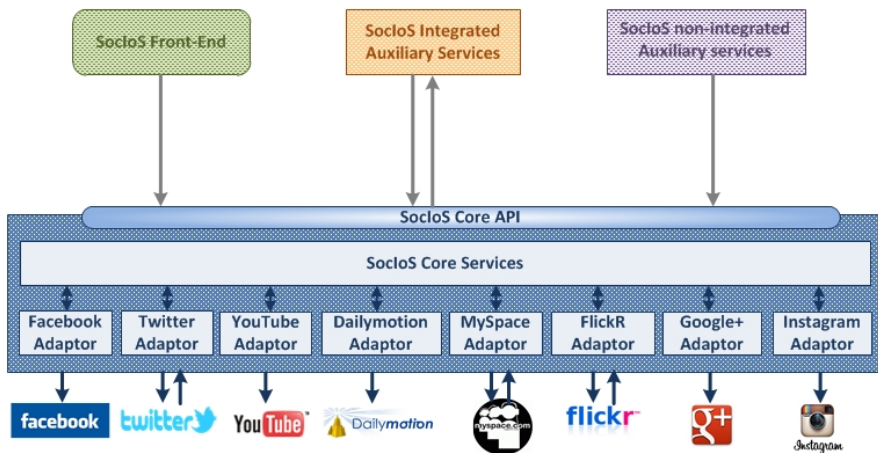 SocIoS Front-End
SocIoS Integrated
Auxiliary Services
SocIoS non-integrated
Auxiliary services
SocIoS Core API
SocIoS Core Services
Facebook
Adaptor
Twitter
Adaptor
YouTube
Adaptor
Dailymotion
Adaptor
MySpace
Adaptor
FlickR
Adaptor
Google+
Adaptor
Instagram
Adaptor
facebook
twitter
YouTube™
Dailymotion
myspace.com
flickr
g+
Instagram